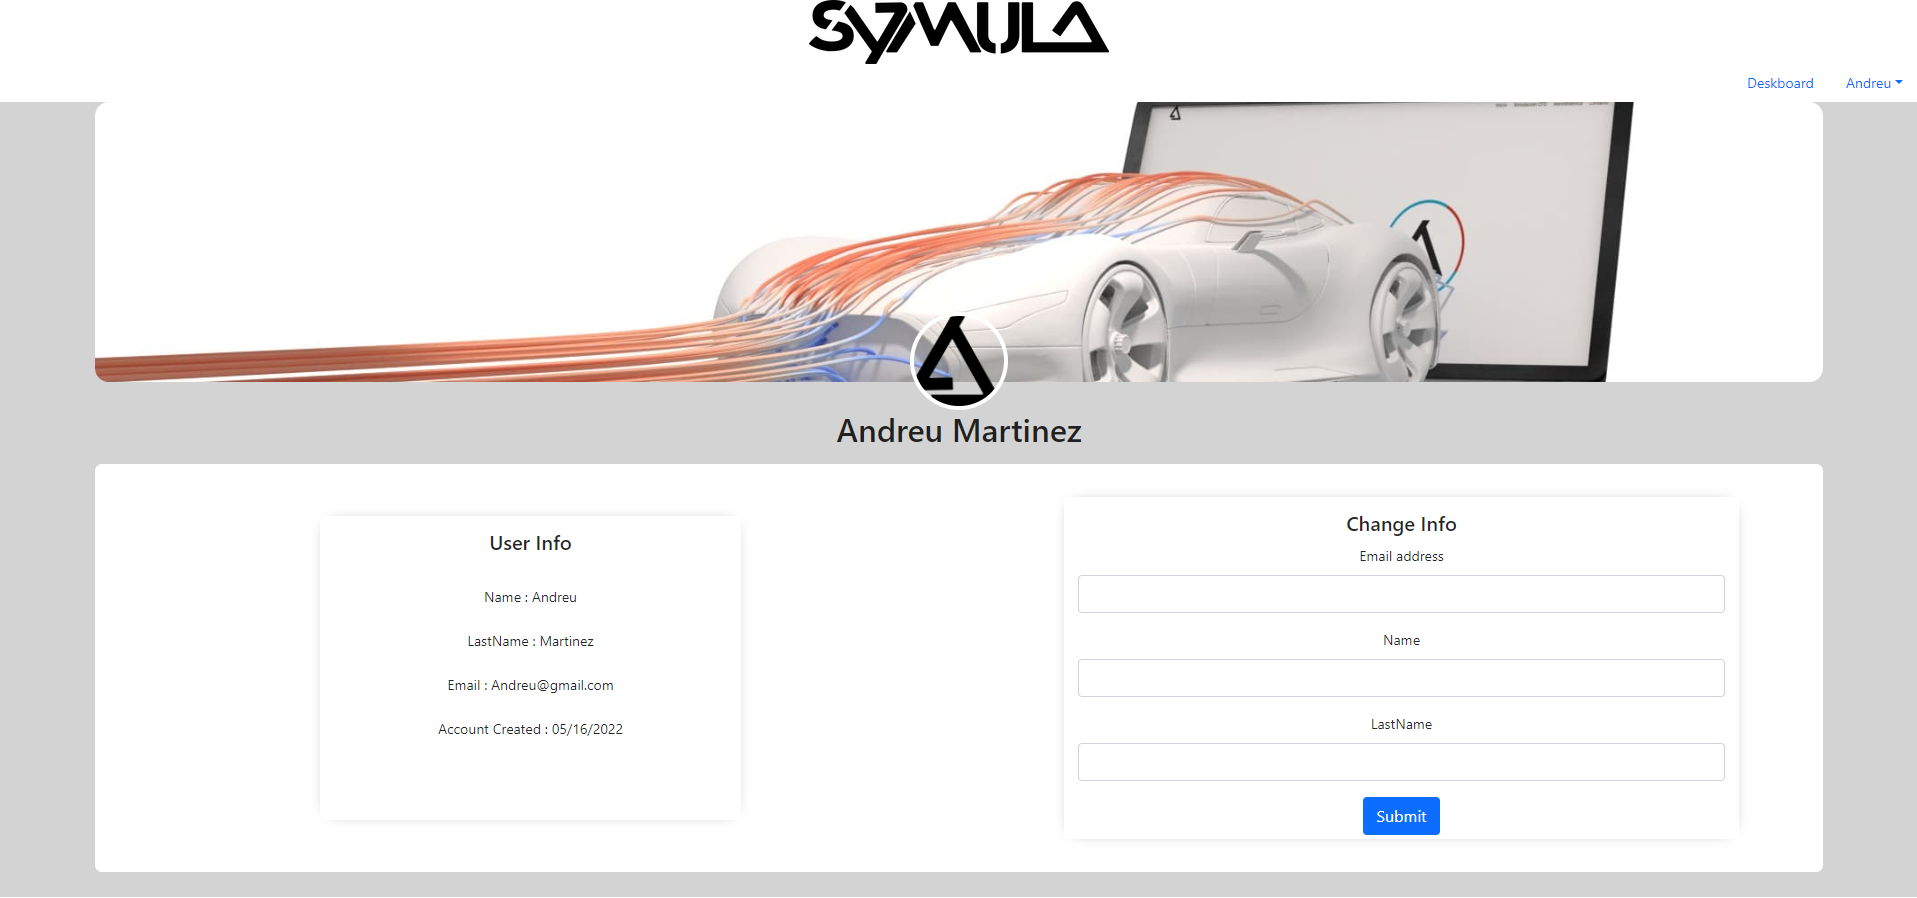 SYMULA
Deskboard
Andreu
Andreu Martinez
User Info
Name : Andreu
LastName : Martinez
Email : Andreu@gmail.com
Account Created : 05/16/2022
Change Info
Email address
Name
LastName
Submit